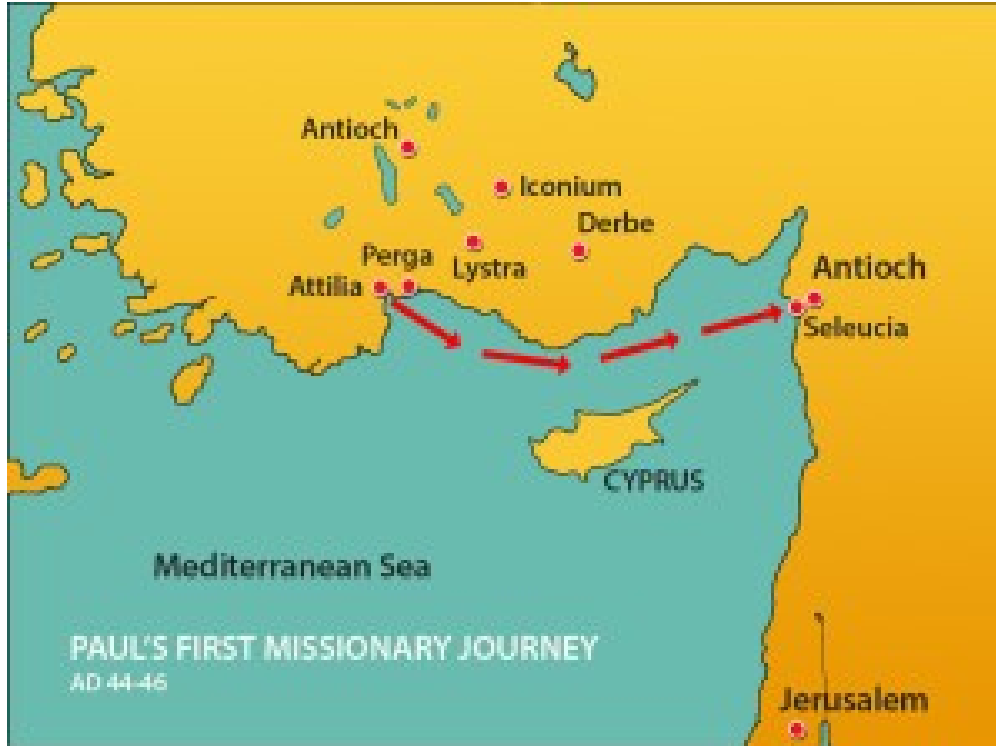 Antioch
Iconium
Derbe
Perga
Lystra
Attilia
Antioch
Seleucia
CYPRUS
Mediterranean Sea
PAUL'S FIRST MISSIONARY JOURNEY
AD 44-46
Jerusalem